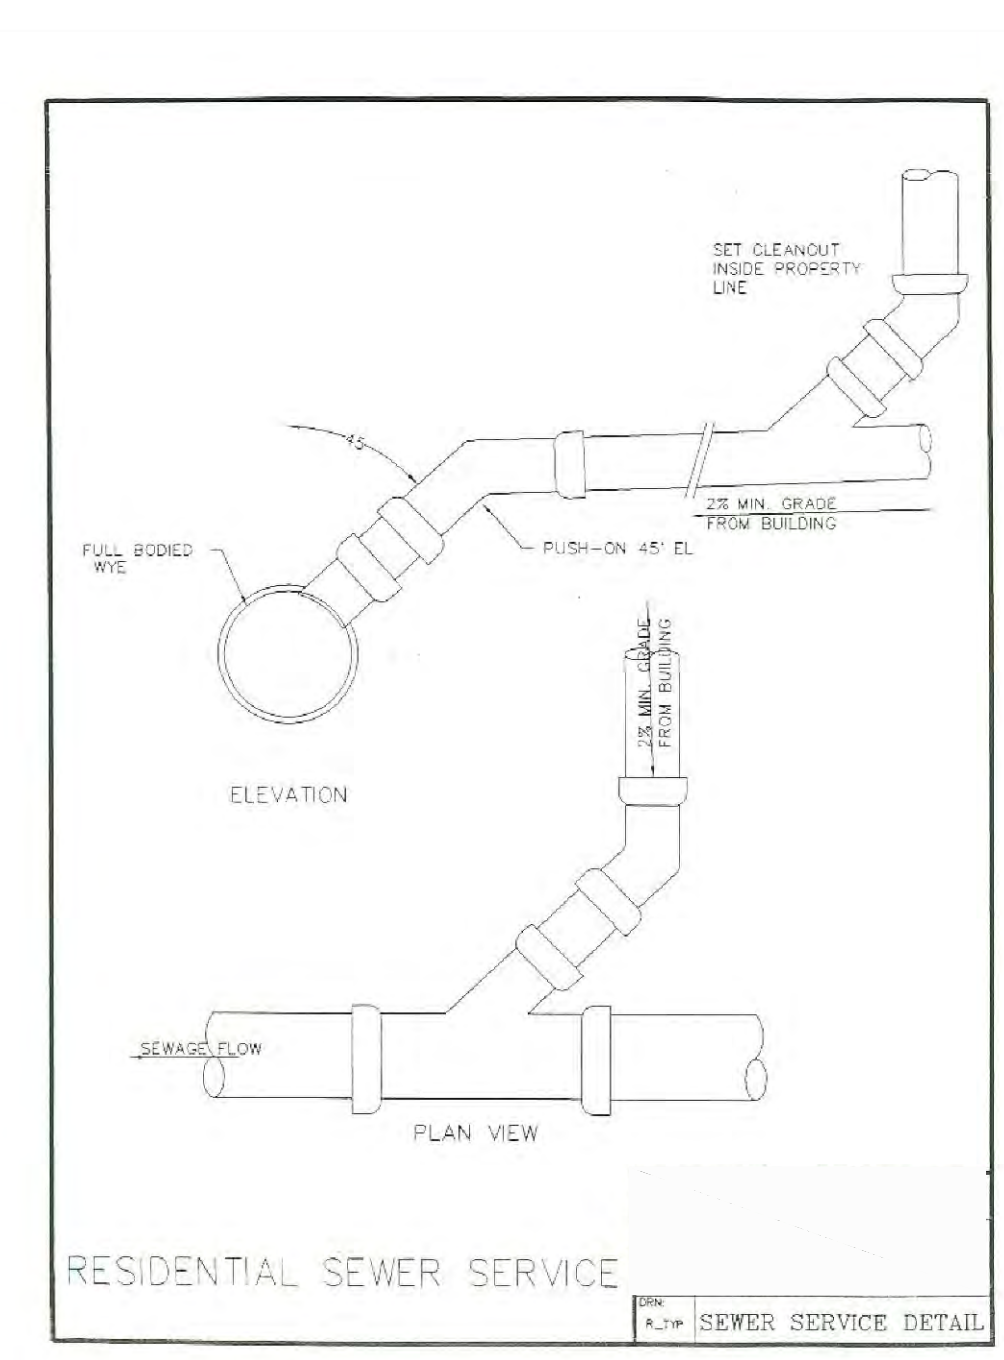 SET CLEANOUT
INSIDE PROPERTY
LINE
45
2% MIN. GRADE
FROM BUILDING
PUSH-ON 45° EL
FULL BODIED
WYE
2% MIN. GRADE
FROM BUILDING
ELEVATION
SEWAGE FLOW
PLAN VIEW
RESIDENTIAL SEWER SERVICE
DRN:
R_TYP
SEWER SERVICE DETAIL